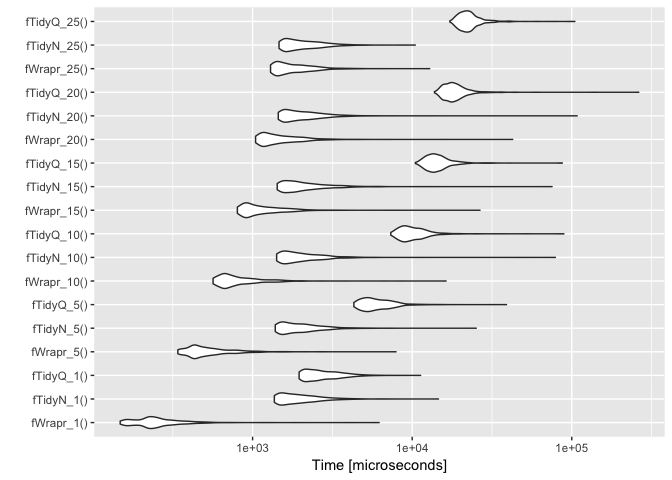 fTidyQ_25()
fTidyN_25()
fWrapr_25()
fTidyQ_20()
fTidyN_20()
fWrapr_20()
fTidyQ_15()
fTidyN_15()
fWrapr_15()
fTidyQ_10()
fTidyN_10()
fWrapr_10()
fTidyQ_5()
fTidyN_5()
fWrapr_5()
fTidyQ_1()
fTidyN_1()
fWrapr_1()
1e+03 1e+04 1e+05
Time [microseconds]